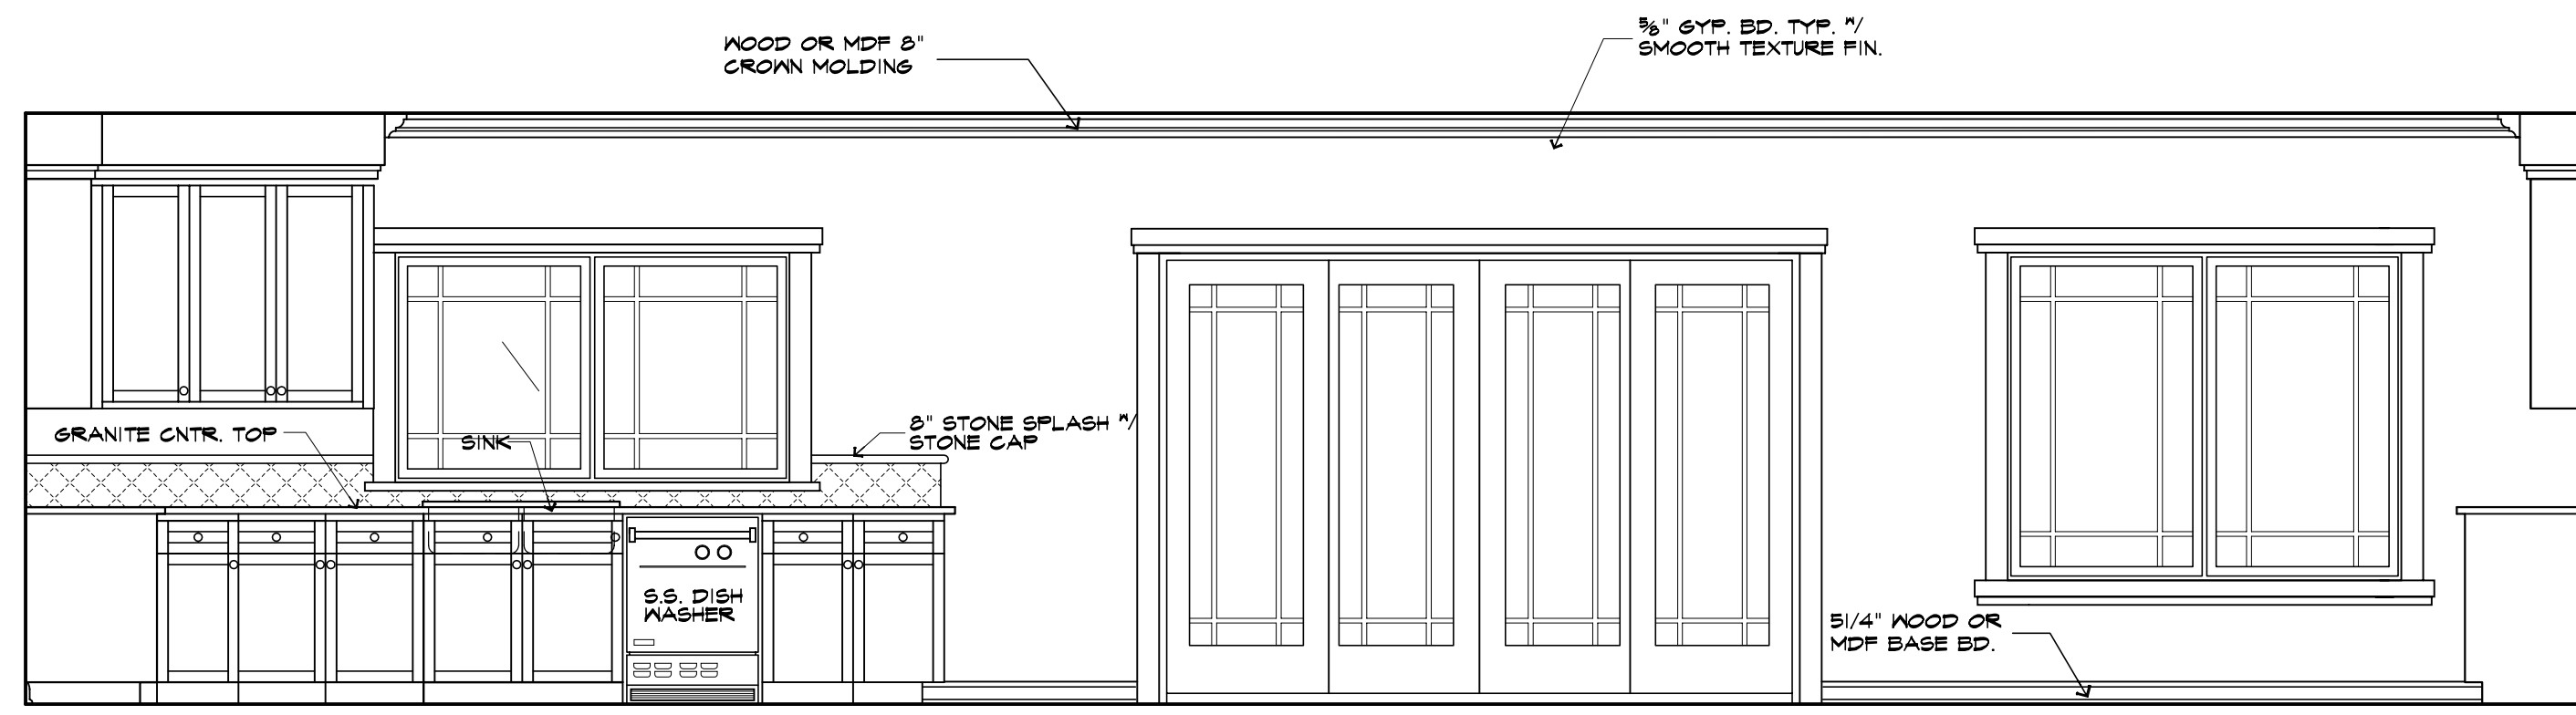 WOOD OR MDF 8"
CROWN MOLDING
5/8" GYP. BD. TYP. W/
SMOOTH TEXTURE FIN.
GRANITE CNTR. TOP
SINK
8" STONE SPLASH W/
STONE CAP
S.S. DISH
WASHER
51/4" WOOD OR
MDF BASE BD.